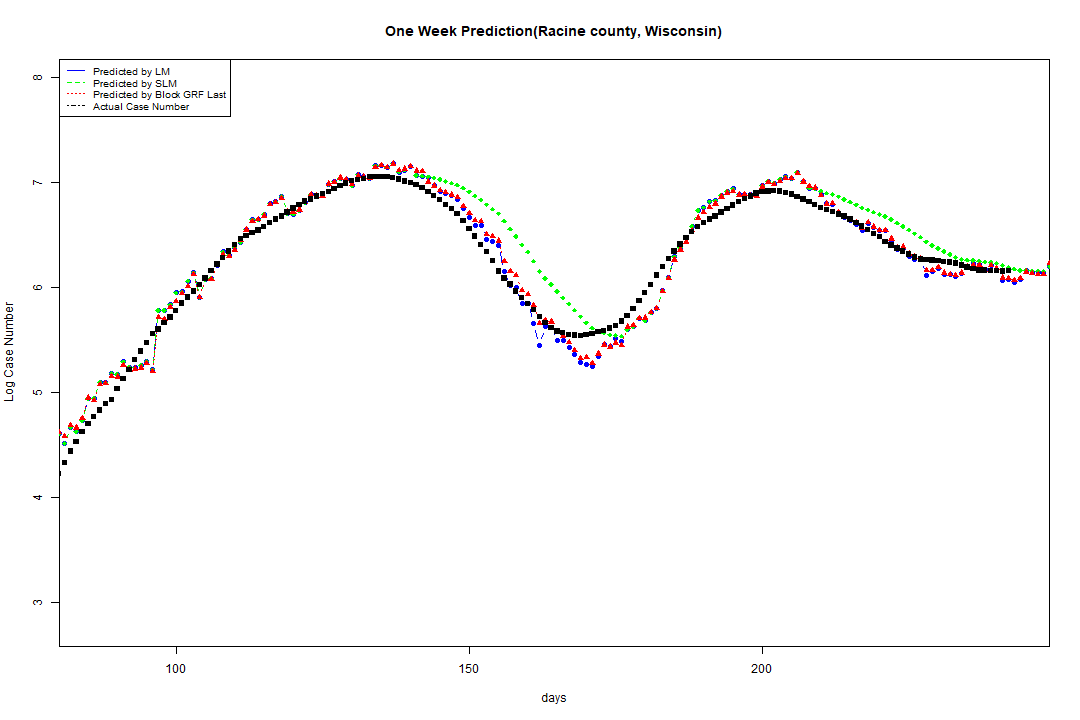 One Week Prediction(Racine county, Wisconsin)
Predicted by LM
Predicted by SLM
Predicted by Block GRF Last
Actual Case Number
8
7
6
5
4
3
Log Case Number
100 150 200
days